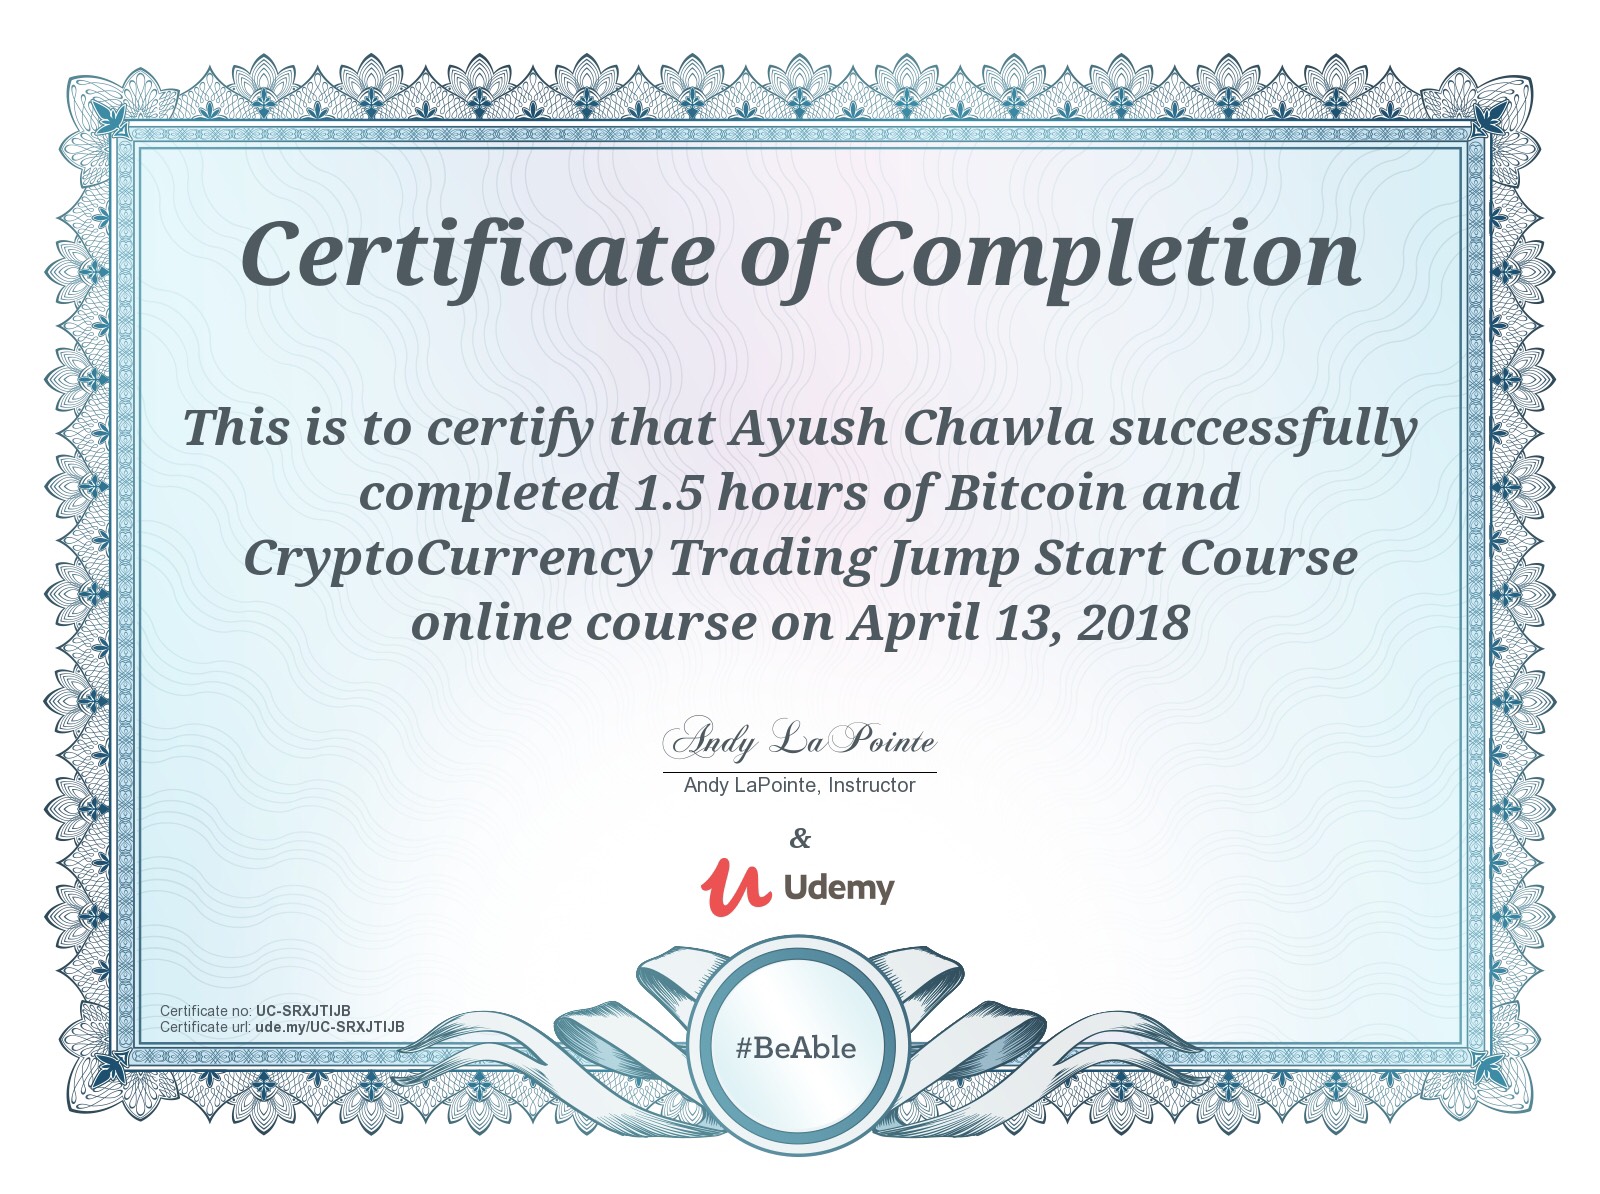 Certificate of Completion
This is to certify that Ayush Chawla successfully
completed 1.5 hours of Bitcoin and
CryptoCurrency Trading Jump Start Course
online course on April 13, 2018
Andy LaPointe
Andy LaPointe, Instructor
&
Udemy
Certificate no: UC-SRXJTIJB
Certificate url: ude.my/UC-SRXJTIJB
#BeAble